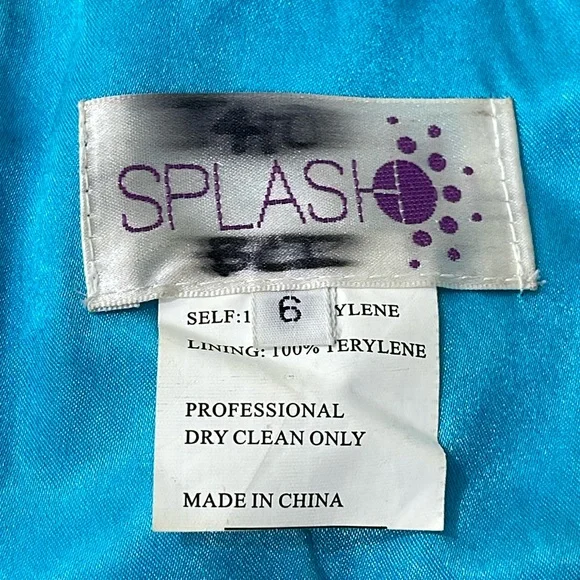 SPLASH
6
SELF:1 YLENE
LINING: 100% TERYLENE
PROFESSIONAL
DRY CLEAN ONLY
MADE IN CHINA